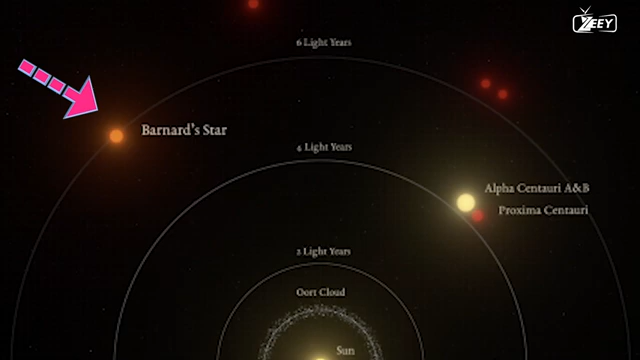 ZEEY
6 Light Years
Barnard's Star
4 Light Years
Alpha Centauri A&B
Proxima Centauri
2 Light Years
Oort Cloud
Sun